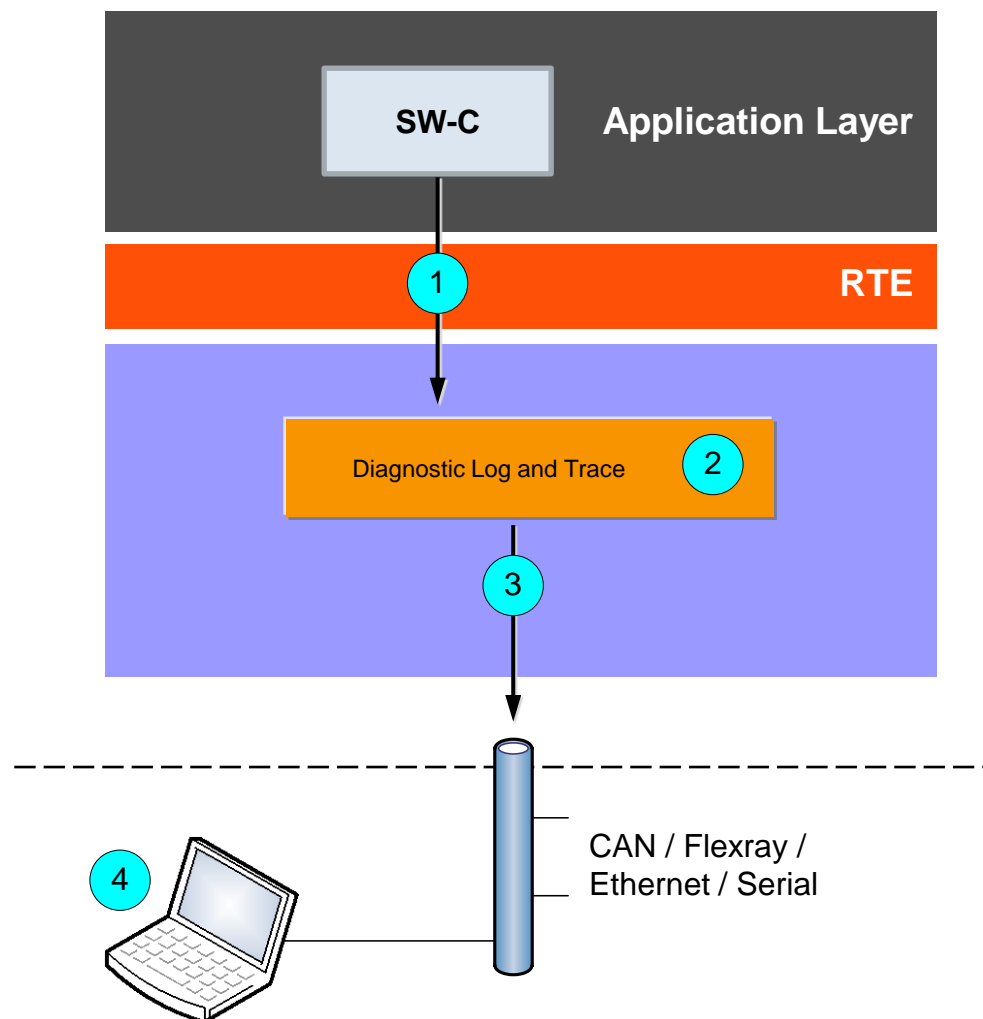 SW-C
Application Layer
1
RTE
Diagnostic Log and Trace
2
3
CAN / Flexray /
Ethernet / Serial
4